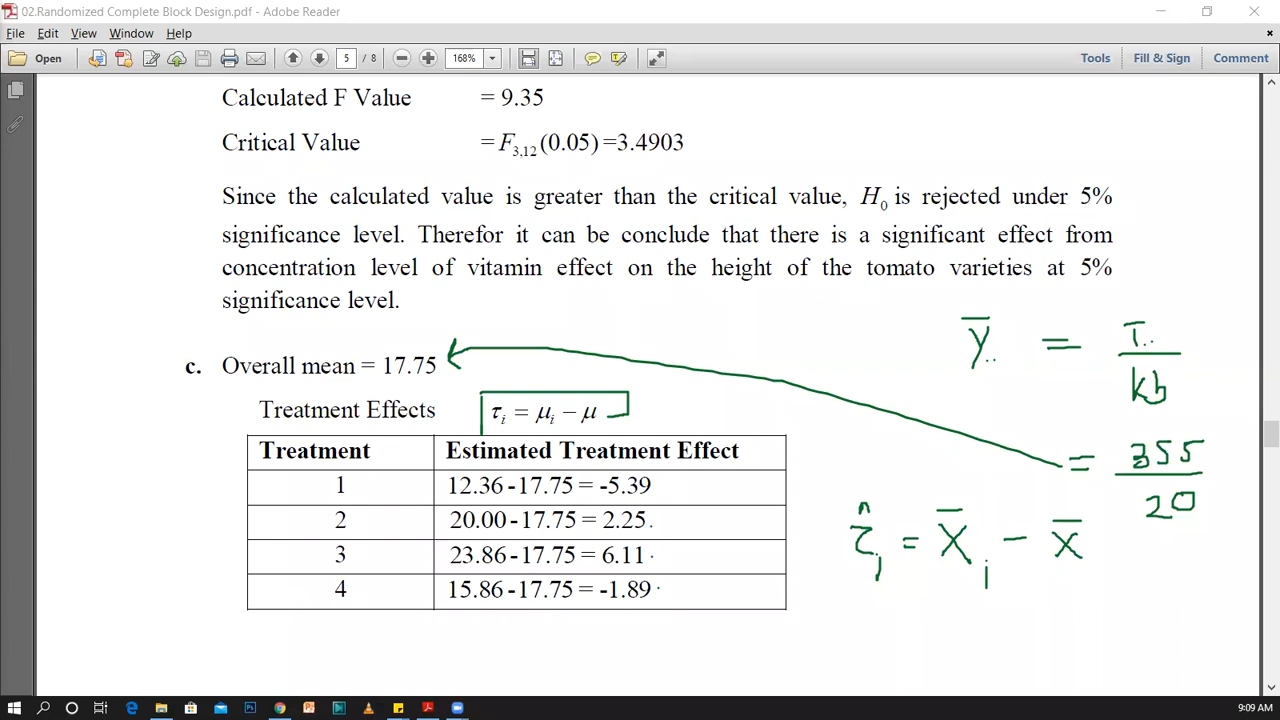 02.Randomized Complete Block Design.pdf - Adobe Reader
File Edit View Window Help
Open 5 / 8 168% Tools Fill & Sign Comment
Calculated F Value = 9.35
Critical Value = F3,12 (0.05) =3.4903
Since the calculated value is greater than the critical value, H0 is rejected under 5%
significance level. Therefor it can be conclude that there is a significant effect from
concentration level of vitamin effect on the height of the tomato varieties at 5%
significance level.
c. Overall mean = 17.75
Treatment Effects τi = μi − μ
Treatment Estimated Treatment Effect
1 12.36 -17.75 = -5.39
2 20.00 -17.75 = 2.25
3 23.86 -17.75 = 6.11
4 15.86 -17.75 = -1.89
ȳ.. = T.. / kb
= 355 / 20
τ̂i = X̄i − X̄
9:09 AM